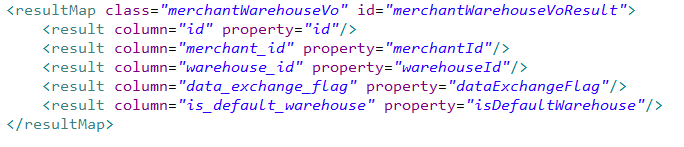 <resultMap class="merchantWarehouseVo" id="merchantWarehouseVoResult">
    <result column="id" property="id"/>
    <result column="merchant_id" property="merchantId"/>
    <result column="warehouse_id" property="warehouseId"/>
    <result column="data_exchange_flag" property="dataExchangeFlag"/>
    <result column="is_default_warehouse" property="isDefaultWarehouse"/>
</resultMap>